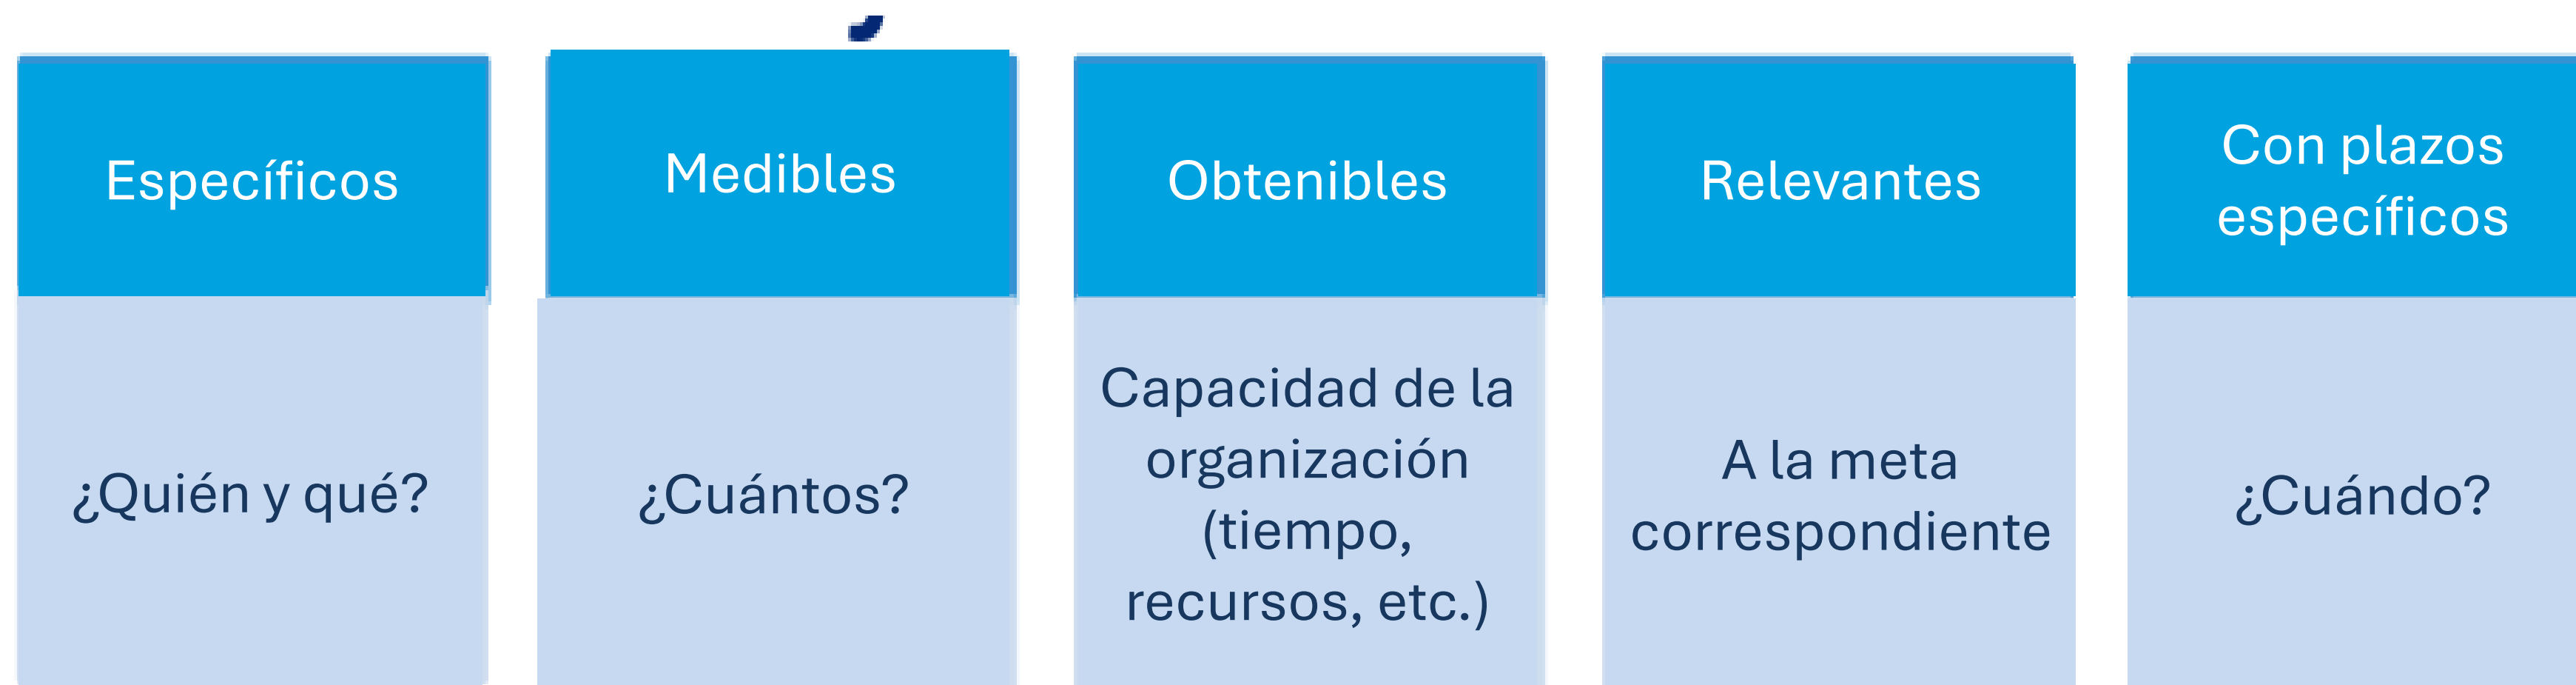 Específicos
¿Quién y qué?
Medibles
¿Cuántos?
Obtenibles
Capacidad de la
organización
(tiempo,
recursos, etc.)
Relevantes
A la meta
correspondiente
Con plazos
específicos
¿Cuándo?